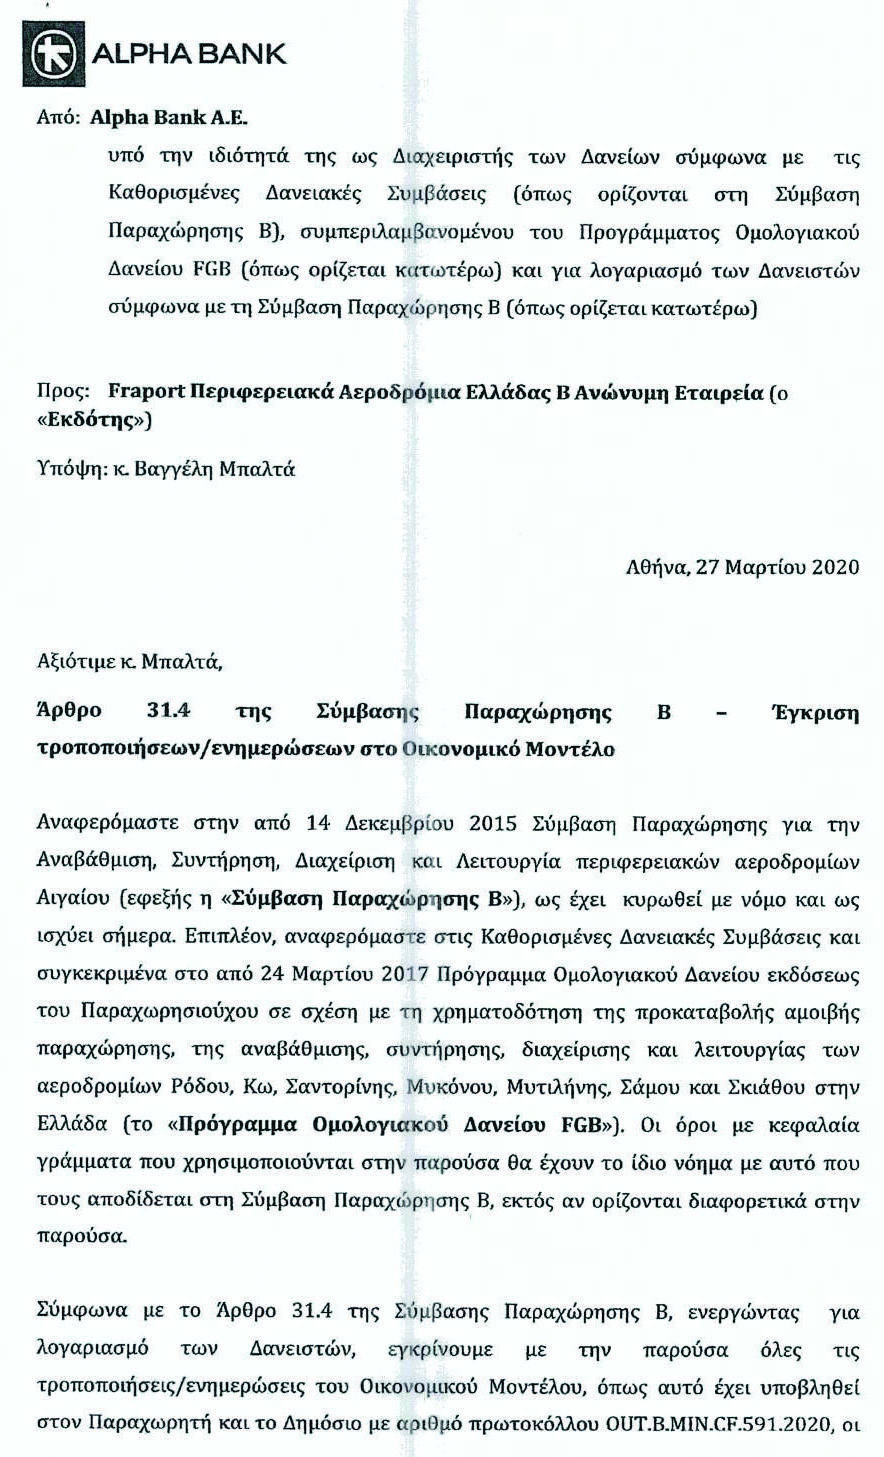 ALPHA BANK
Από: Alpha Bank A.E.
υπό την ιδιότητά της ως Διαχειριστής των Δανείων σύμφωνα με τις
Καθορισμένες Δανειακές Συμβάσεις (όπως ορίζονται στη Σύμβαση
Παραχώρησης Β), συμπεριλαμβανομένου του Προγράμματος Ομολογιακού
Δανείου FGB (όπως ορίζεται κατωτέρω) και για λογαριασμό των Δανειστών
σύμφωνα με τη Σύμβαση Παραχώρησης Β (όπως ορίζεται κατωτέρω)
Προς: Fraport Περιφερειακά Αεροδρόμια Ελλάδας Β Ανώνυμη Εταιρεία (ο
«Εκδότης»)
Υπόψη: κ. Βαγγέλη Μπαλτά
Αθήνα, 27 Μαρτίου 2020
Αξιότιμε κ. Μπαλτά,
Άρθρο 31.4 της Σύμβασης Παραχώρησης Β – Έγκριση
τροποποιήσεων/ενημερώσεων στο Οικονομικό Μοντέλο
Αναφερόμαστε στην από 14 Δεκεμβρίου 2015 Σύμβαση Παραχώρησης για την
Αναβάθμιση, Συντήρηση, Διαχείριση και Λειτουργία περιφερειακών αεροδρομίων
Αιγαίου (εφεξής η «Σύμβαση Παραχώρησης Β»), ως έχει κυρωθεί με νόμο και ως
ισχύει σήμερα. Επιπλέον, αναφερόμαστε στις Καθορισμένες Δανειακές Συμβάσεις και
συγκεκριμένα στο από 24 Μαρτίου 2017 Πρόγραμμα Ομολογιακού Δανείου εκδόσεως
του Παραχωρησιούχου σε σχέση με τη χρηματοδότηση της προκαταβολής αμοιβής
παραχώρησης, της αναβάθμισης, συντήρησης, διαχείρισης και λειτουργίας των
αεροδρομίων Ρόδου, Κω, Σαντορίνης, Μυκόνου, Μυτιλήνης, Σάμου και Σκιάθου στην
Ελλάδα (το «Πρόγραμμα Ομολογιακού Δανείου FGB»). Οι όροι με κεφαλαία
γράμματα που χρησιμοποιούνται στην παρούσα θα έχουν το ίδιο νόημα με αυτό που
τους αποδίδεται στη Σύμβαση Παραχώρησης Β, εκτός αν ορίζονται διαφορετικά στην
παρούσα.
Σύμφωνα με το Άρθρο 31.4 της Σύμβασης Παραχώρησης Β, ενεργώντας για
λογαριασμό των Δανειστών, εγκρίνουμε με την παρούσα όλες τις
τροποποιήσεις/ενημερώσεις του Οικονομικού Μοντέλου, όπως αυτό έχει υποβληθεί
στον Παραχωρητή και το Δημόσιο με αριθμό πρωτοκόλλου OUT.B.MIN.CF.591.2020, οι